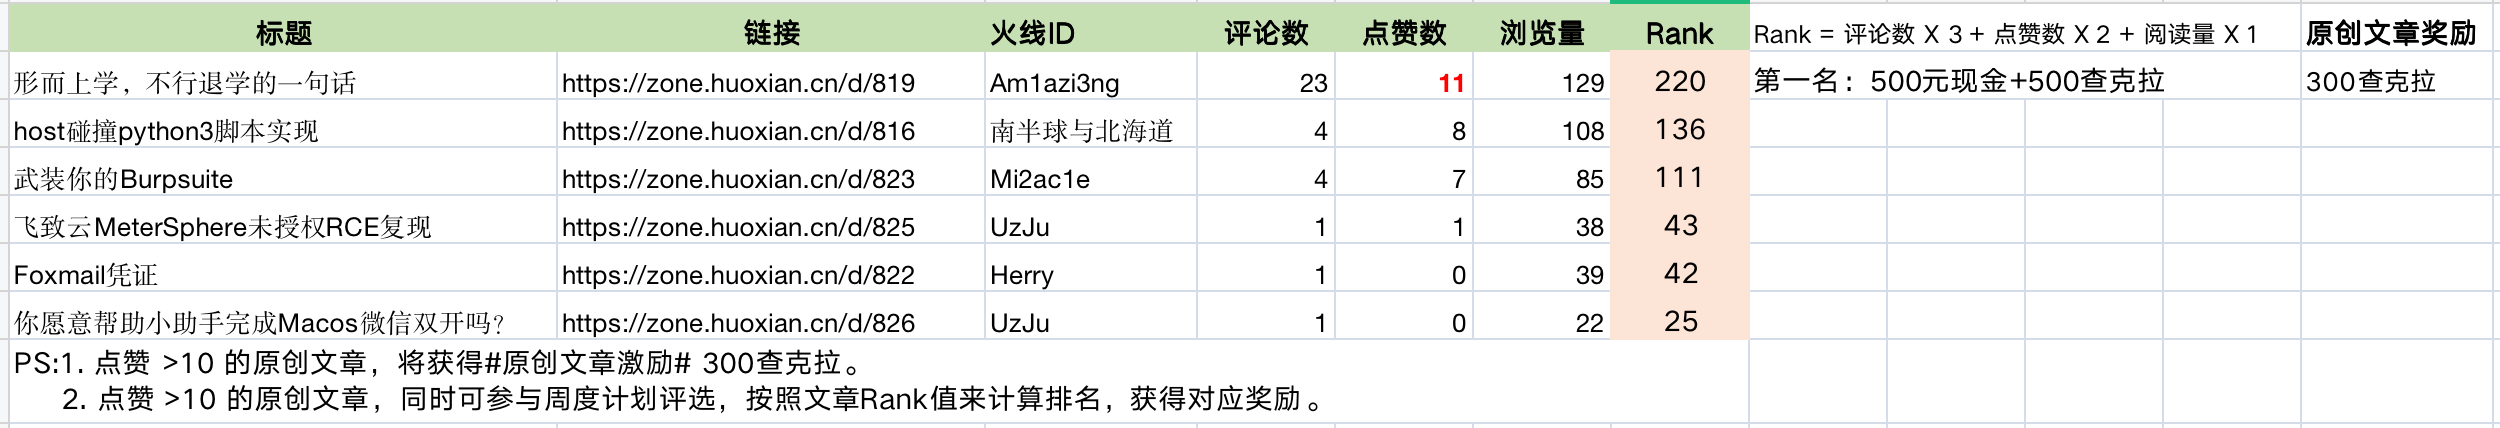 标题 链接 火线ID 评论数 点赞数 浏览量 Rank Rank = 评论数 X 3 + 点赞数 X 2 + 阅读量 X 1 原创文章奖励
形而上学，不行退学的一句话 https://zone.huoxian.cn/d/819 Am1azi3ng 23 11 129 220 第一名：500元现金+500查克拉 300查克拉
host碰撞python3脚本实现 https://zone.huoxian.cn/d/816 南半球与北海道 4 8 108 136
武装你的Burpsuite https://zone.huoxian.cn/d/823 Mi2ac1e 4 7 85 111
飞致云MeterSphere未授权RCE复现 https://zone.huoxian.cn/d/825 UzJu 1 1 38 43
Foxmail凭证 https://zone.huoxian.cn/d/822 Herry 1 0 39 42
你愿意帮助小助手完成Macos微信双开吗？ https://zone.huoxian.cn/d/826 UzJu 1 0 22 25
PS:1. 点赞 >10 的原创文章，将获得#原创文章激励# 300查克拉。
2. 点赞 >10 的原创文章，同时可参与周度计划评选，按照文章Rank值来计算排名，获得对应奖励 。